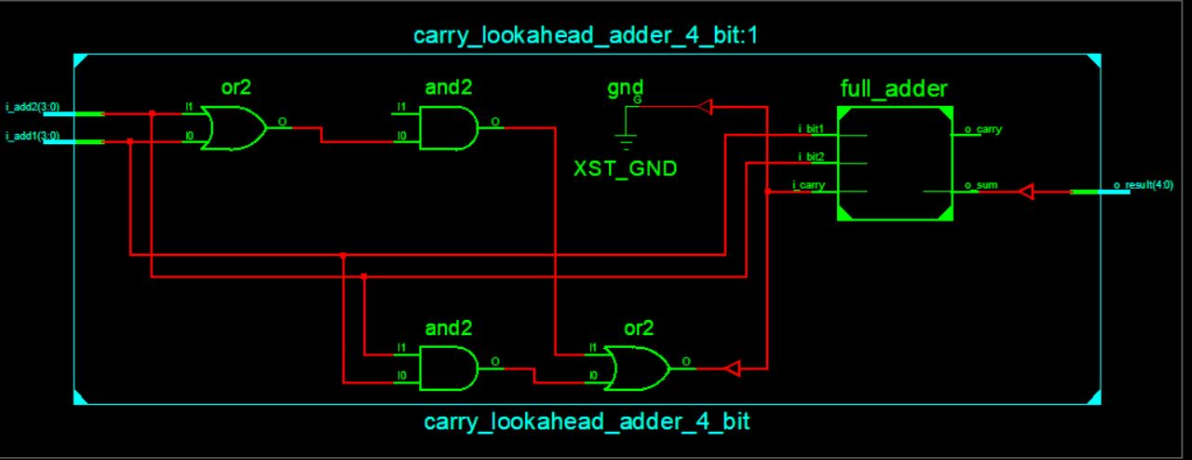 carry_lookahead_adder_4_bit:1
or2
and2
gnd
full_adder
i_add2(3:0)
i_add1(3:0)
I1
I0
O
I1
I0
O
G
XST_GND
i_bit1
i_bit2
i_carry
o_carry
o_sum
o_result(4:0)
and2
or2
I1
I0
O
I1
I0
O
carry_lookahead_adder_4_bit